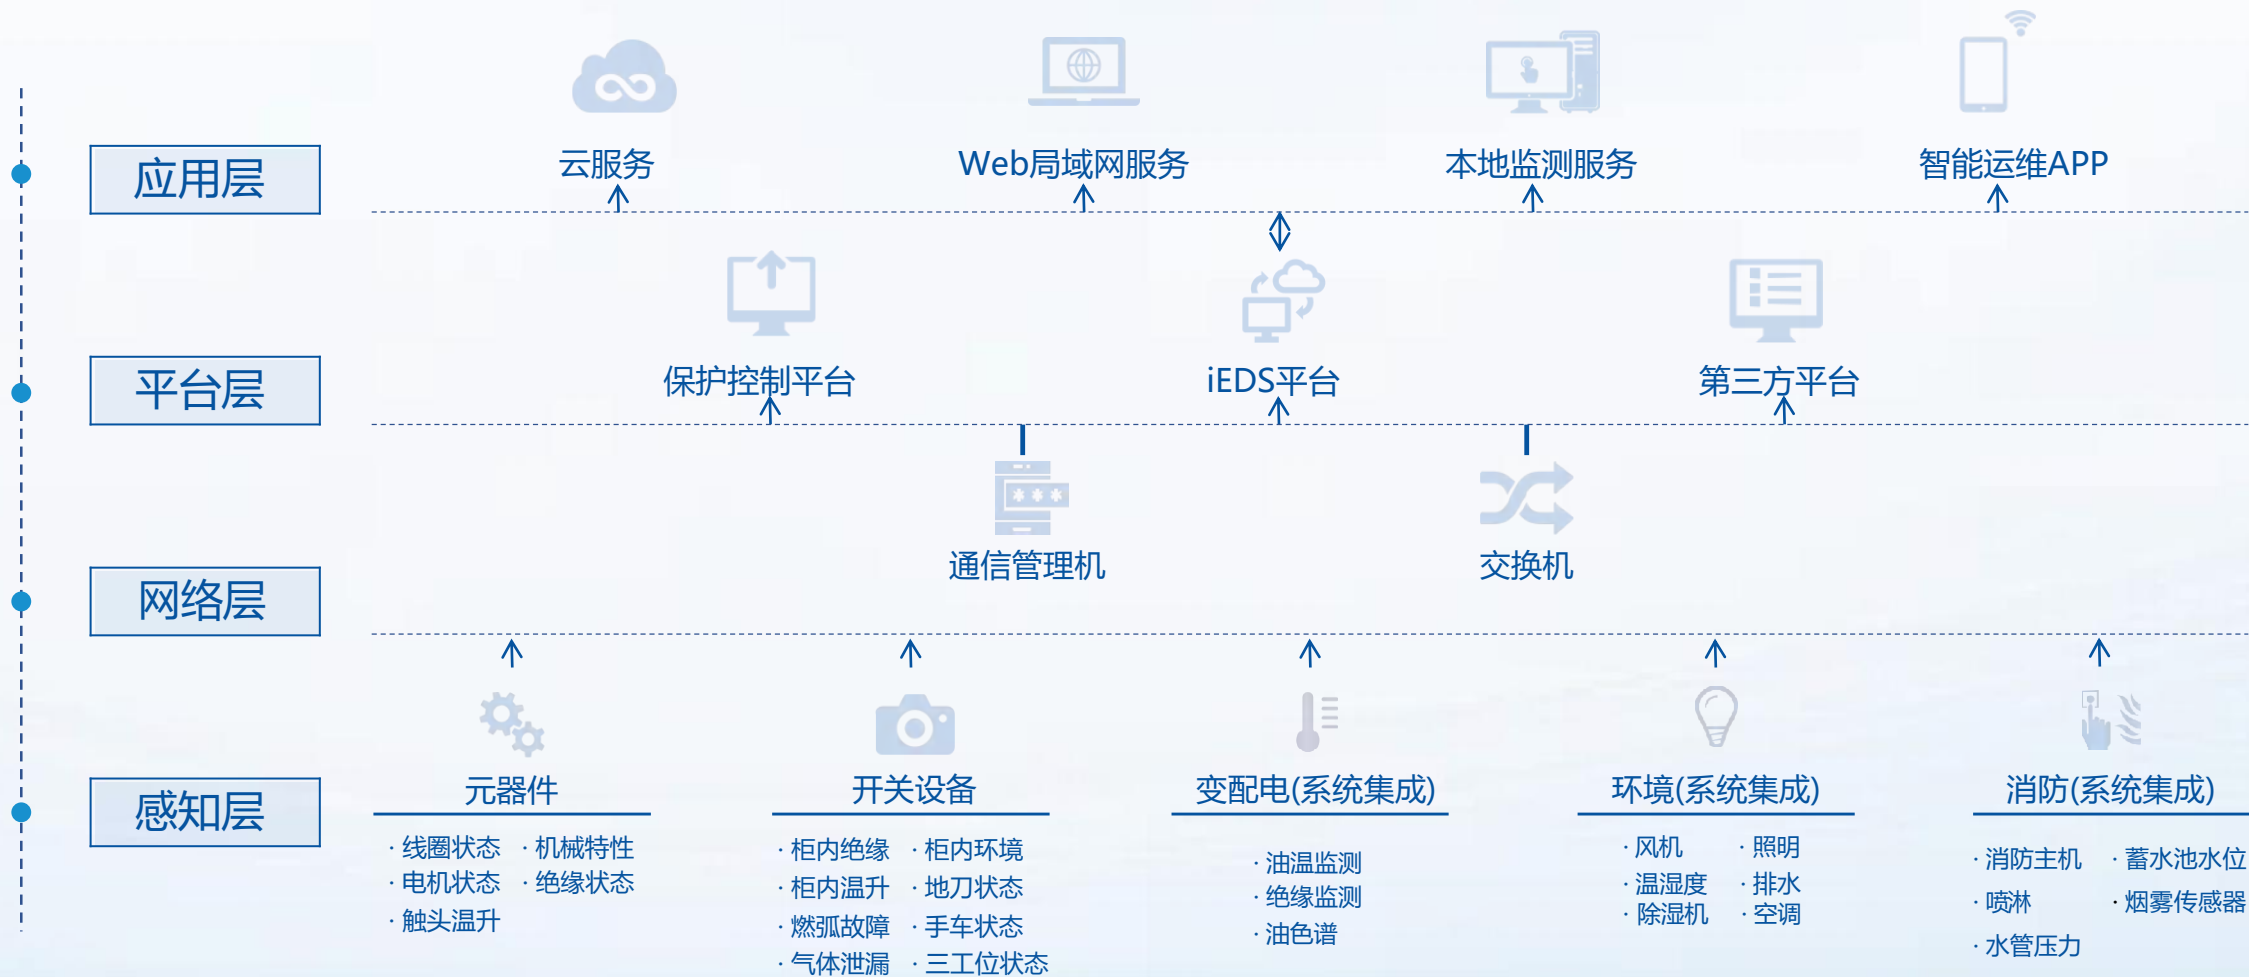 应用层
云服务
Web局域网服务
本地监测服务
智能运维APP
平台层
保护控制平台
iEDS平台
第三方平台
网络层
***
通信管理机
交换机
感知层
元器件
· 线圈状态 · 机械特性
· 电机状态 · 绝缘状态
· 触头温升
开关设备
· 柜内绝缘 · 柜内环境
· 柜内温升 · 地刀状态
· 燃弧故障 · 手车状态
· 气体泄漏 · 三工位状态
变配电(系统集成)
· 油温监测
· 绝缘监测
· 油色谱
环境(系统集成)
· 风机 · 照明
· 温湿度 · 排水
· 除湿机 · 空调
消防(系统集成)
· 消防主机 · 蓄水池水位
· 喷淋 · 烟雾传感器
· 水管压力